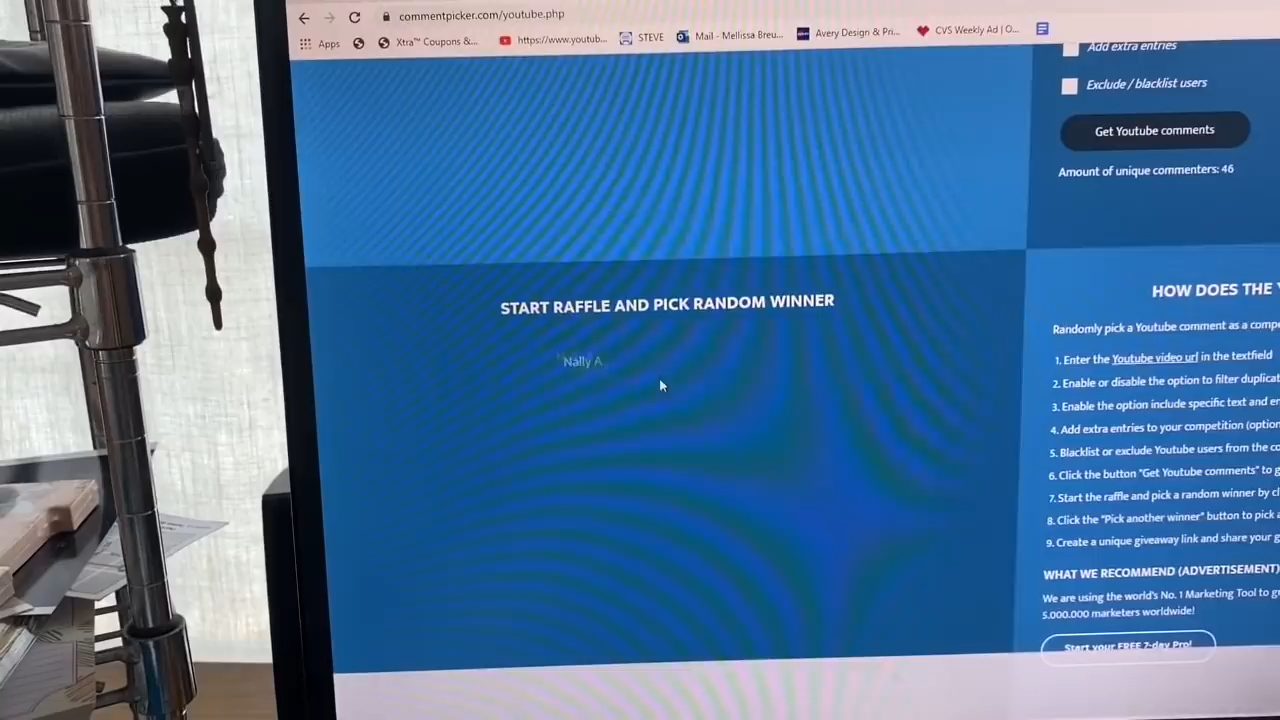 commentpicker.com/youtube.php
Apps
Xtra™ Coupons &...
https://www.youtub...
STEVE
Mail - Mellissa Breu...
Avery Design & Pri...
CVS Weekly Ad | O...
Add extra entries
Exclude / blacklist users
Get Youtube comments
Amount of unique commenters: 46
START RAFFLE AND PICK RANDOM WINNER
Nally A
HOW DOES THE
Randomly pick a Youtube comment as a compe
1. Enter the Youtube video url in the textfield
2. Enable or disable the option to filter duplicat
3. Enable the option include specific text and en
4. Add extra entries to your competition (option
5. Blacklist or exclude Youtube users from the co
6. Click the button "Get Youtube comments" to g
7. Start the raffle and pick a random winner by cl
8. Click the "Pick another winner" button to pick a
9. Create a unique giveaway link and share your g
WHAT WE RECOMMEND (ADVERTISEMENT)
We are using the world's No. 1 Marketing Tool to gr
5.000.000 marketers worldwide!
Start your FREE 7-day Pro!